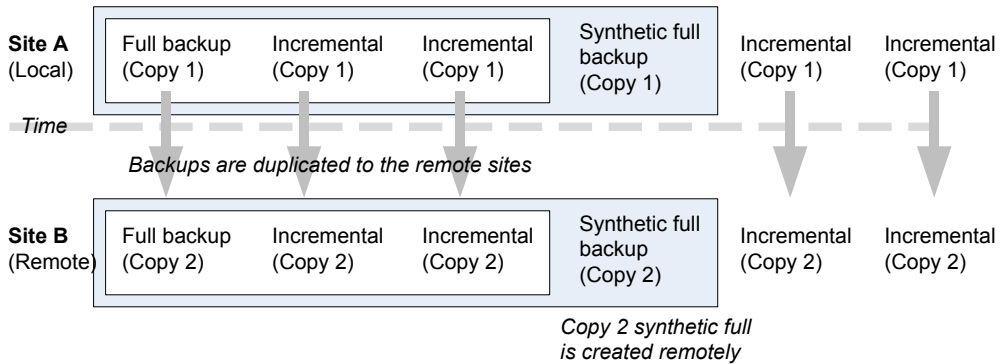 Site A
(Local)
Full backup
(Copy 1)
Incremental
(Copy 1)
Incremental
(Copy 1)
Synthetic full
backup
(Copy 1)
Incremental
(Copy 1)
Incremental
(Copy 1)
Time
Backups are duplicated to the remote sites
Site B
(Remote)
Full backup
(Copy 2)
Incremental
(Copy 2)
Incremental
(Copy 2)
Synthetic full
backup
(Copy 2)
Incremental
(Copy 2)
Incremental
(Copy 2)
Copy 2 synthetic full
is created remotely